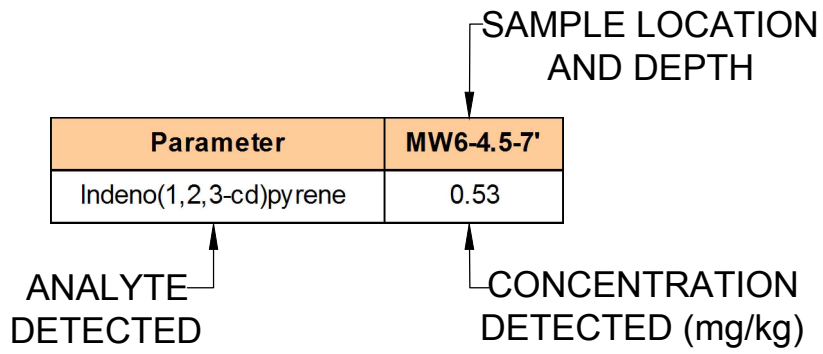 SAMPLE LOCATION
AND DEPTH
Parameter MW6-4.5-7'
Indeno(1,2,3-cd)pyrene 0.53
ANALYTE
DETECTED
CONCENTRATION
DETECTED (mg/kg)